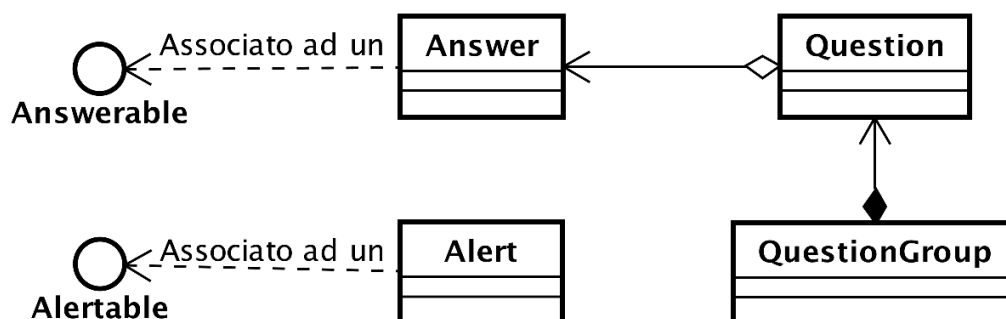 Associato ad un
Answer
Question
Answerable
Associato ad un
Alert
QuestionGroup
Alertable